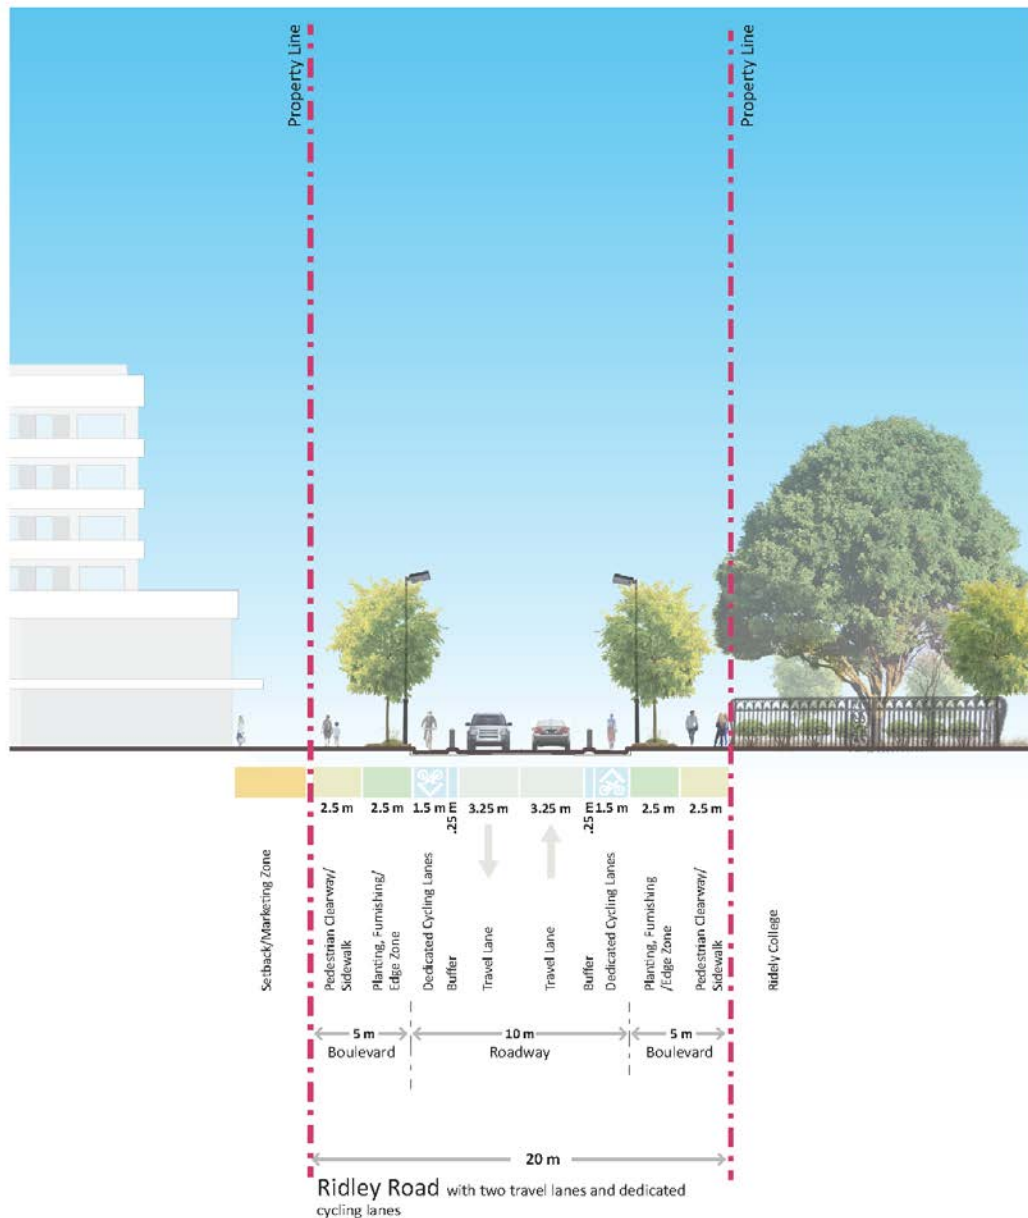 Property Line
Property Line
2.5 m
2.5 m
1.5 m
.25 m
3.25 m
3.25 m
.25 m
1.5 m
2.5 m
2.5 m
Setback/Marketing Zone
Pedestrian Clearway/
Sidewalk
Planting, Furnishing/
Edge Zone
Dedicated Cycling Lanes
Buffer
Travel Lane
Travel Lane
Buffer
Dedicated Cycling Lanes
Planting, Furnishing
/Edge Zone
Pedestrian Clearway/
Sidewalk
Ridely College
5 m
Boulevard
10 m
Roadway
5 m
Boulevard
20 m
Ridley Road with two travel lanes and dedicated
cycling lanes